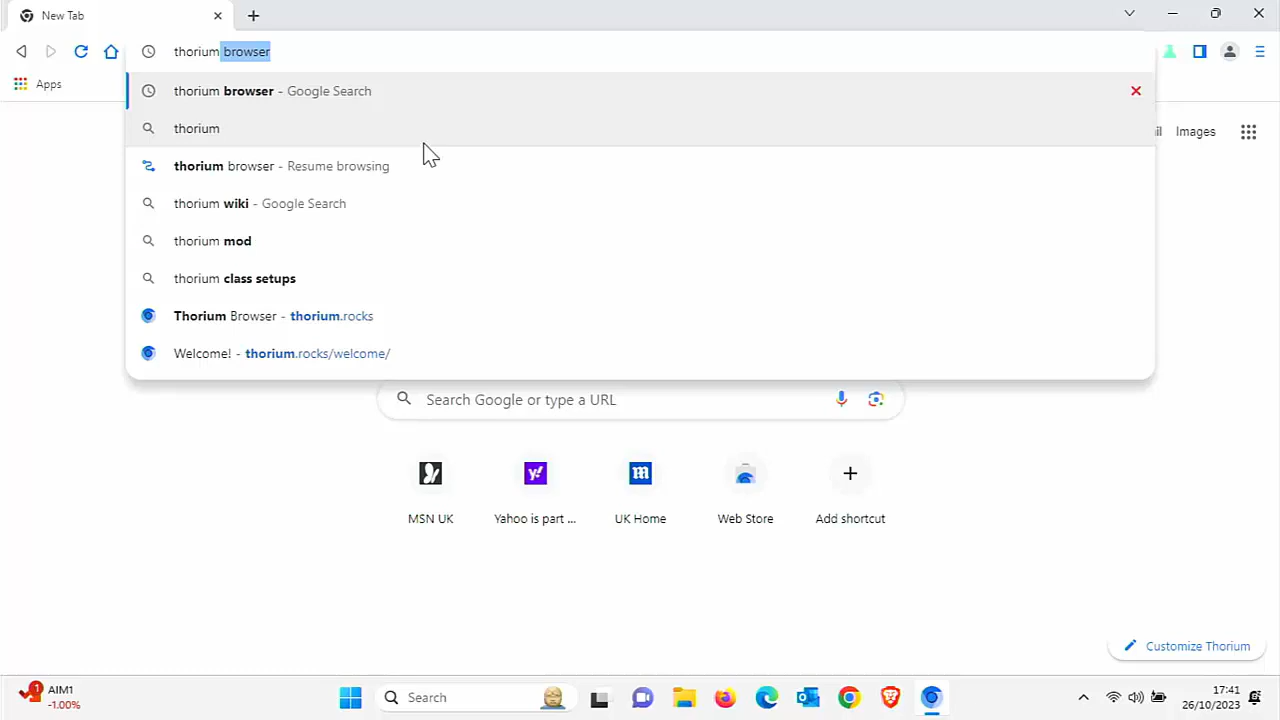 New Tab
thorium browser
thorium browser - Google Search
Apps
thorium
il Images
thorium browser - Resume browsing
thorium wiki - Google Search
thorium mod
thorium class setups
Thorium Browser - thorium.rocks
Welcome! - thorium.rocks/welcome/
Search Google or type a URL
MSN UK
Yahoo is part ...
UK Home
Web Store
Add shortcut
Customize Thorium
1
AIM1
-1.00%
Search
17:41
26/10/2023